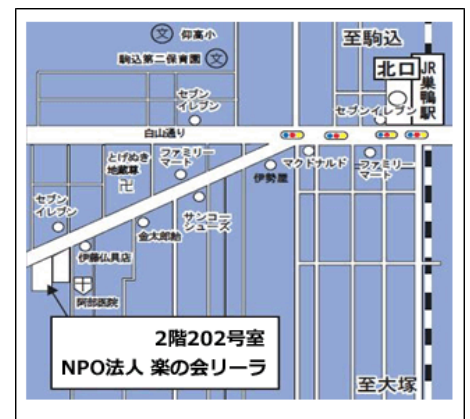 仰高小
至駒込
駒込第二保育園
北口
JR巣鴨駅
セブン
イレブン
セブンイレブン
白山通り
とげぬき
地蔵尊
ファミリー
マート
マクドナルド
ファミリー
マート
伊勢屋
セブン
イレブン
サンコー
シューズ
金太郎飴
伊藤仏具店
阿部医院
2階202号室
NPO法人 楽の会リーラ
至大塚